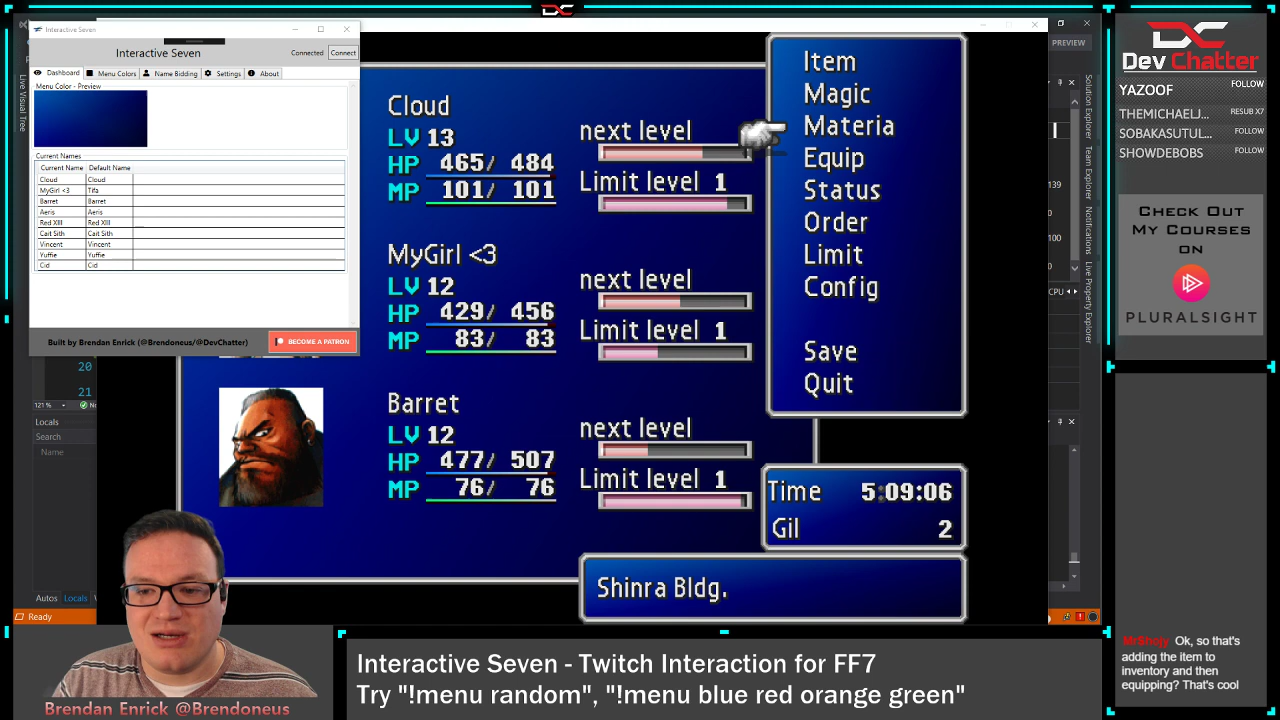 Interactive Seven
Interactive Seven
Connected
Connect
Dashboard
Menu Colors
Name Bidding
Settings
About
Menu Color - Preview
Current Names
Current Name Default Name
Cloud Cloud
MyGirl <3 Tifa
Barret Barret
Aeris Aeris
Red XIII Red XIII
Cait Sith Cait Sith
Vincent Vincent
Yuffie Yuffie
Cid Cid
Built by Brendan Enrick (@Brendoneus/@DevChatter)
BECOME A PATRON
Live Visual Tree
20
21
121 %
Locals
Search
Name
Autos Locals
Ready
Cloud
LV 13
HP 465/ 484
MP 101/ 101
next level
Limit level 1
MyGirl <3
LV 12
HP 429/ 456
MP 83/ 83
next level
Limit level 1
Barret
LV 12
HP 477/ 507
MP 76/ 76
next level
Limit level 1
Item
Magic
Materia
Equip
Status
Order
Limit
Config
Save
Quit
Time 5:09:06
Gil 2
Shinra Bldg.
PREVIEW
Solution Explorer
Team Explorer
Notifications
Live Property Explorer
139
100
CPU
DC
DC
Dev Chatter
YAZOOF FOLLOW
THEMICHAELJ... RESUB X7
SOBAKASUTUL... FOLLOW
SHOWDEBOBS FOLLOW
CHECK OUT
MY COURSES
ON
PLURALSIGHT
MrShojy Ok, so that's
adding the item to
inventory and then
equipping? That's cool
Interactive Seven - Twitch Interaction for FF7
Try "!menu random", "!menu blue red orange green"
Brendan Enrick @Brendoneus